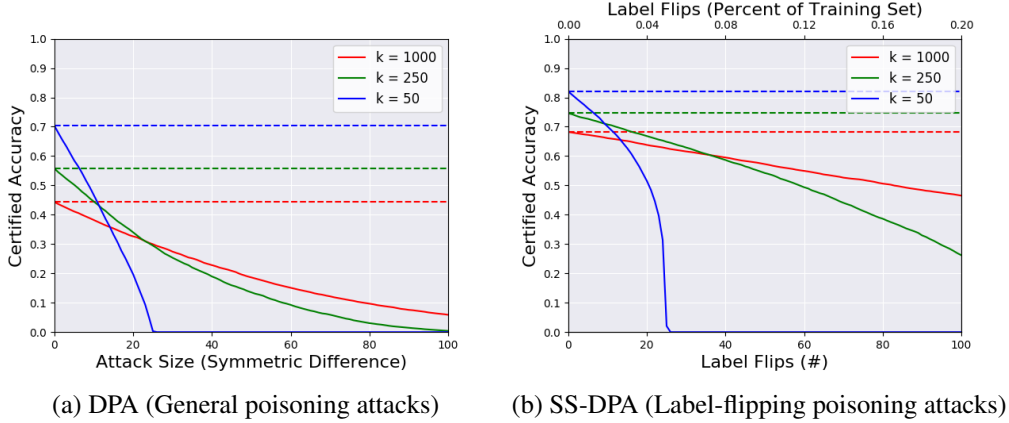 Label Flips (Percent of Training Set)
0.00 0.04 0.08 0.12 0.16 0.20
Certified Accuracy
1.0
0.9
0.8
0.7
0.6
0.5
0.4
0.3
0.2
0.1
0.0
k = 1000
k = 250
k = 50
0 20 40 60 80 100
Attack Size (Symmetric Difference)
(a) DPA (General poisoning attacks)
Certified Accuracy
1.0
0.9
0.8
0.7
0.6
0.5
0.4
0.3
0.2
0.1
0.0
k = 1000
k = 250
k = 50
0 20 40 60 80 100
Label Flips (#)
(b) SS-DPA (Label-flipping poisoning attacks)